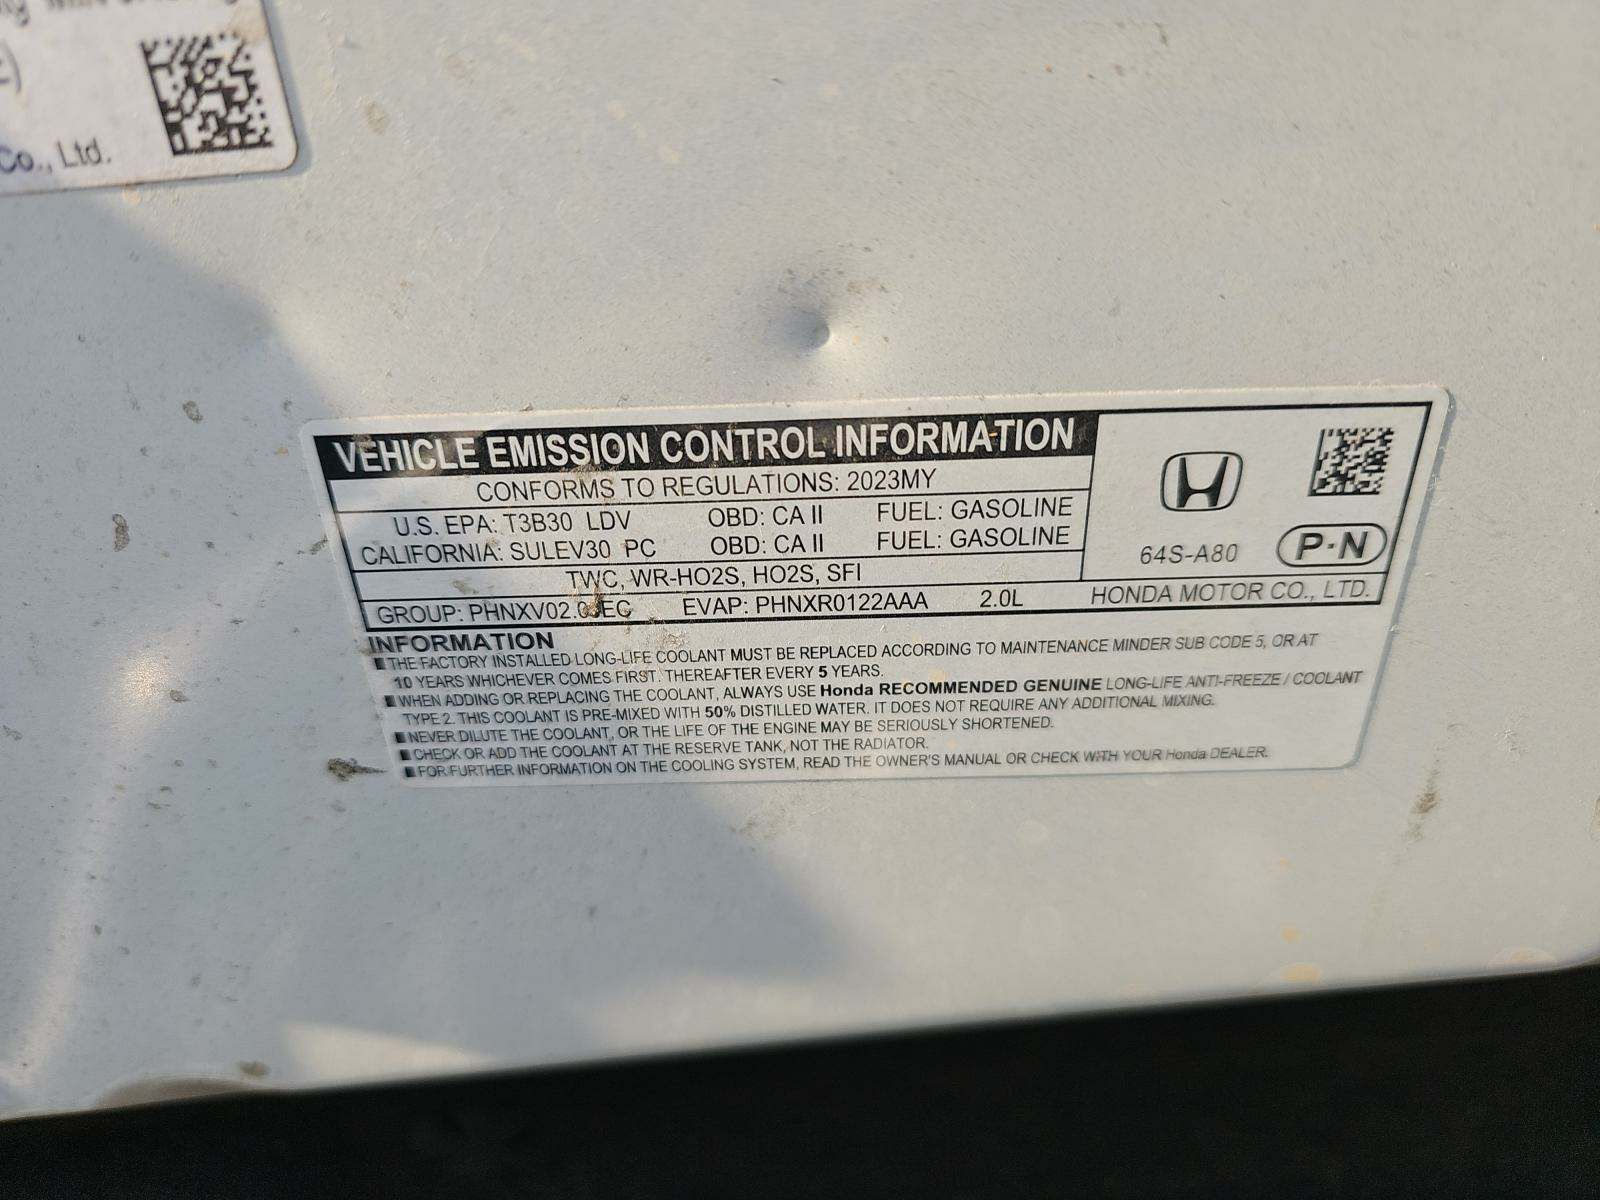 Co., Ltd.
VEHICLE EMISSION CONTROL INFORMATION
CONFORMS TO REGULATIONS: 2023MY
U.S. EPA: T3B30 LDV OBD: CA II FUEL: GASOLINE
CALIFORNIA: SULEV30 PC OBD: CA II FUEL: GASOLINE
TWC, WR-HO2S, HO2S, SFI
GROUP: EVAP: PHNXR0122AAA 2.0L
64S-A80 P-N
HONDA MOTOR CO., LTD.
INFORMATION
■ THE FACTORY INSTALLED LONG-LIFE COOLANT MUST BE REPLACED ACCORDING TO MAINTENANCE MINDER SUB CODE 5, OR AT
10 YEARS WHICHEVER COMES FIRST. THEREAFTER EVERY 5 YEARS.
■ WHEN ADDING OR REPLACING THE COOLANT, ALWAYS USE Honda RECOMMENDED GENUINE LONG-LIFE ANTI-FREEZE / COOLANT
TYPE 2. THIS COOLANT IS PRE-MIXED WITH 50% DISTILLED WATER. IT DOES NOT REQUIRE ANY ADDITIONAL MIXING.
■ NEVER DILUTE THE COOLANT, OR THE LIFE OF THE ENGINE MAY BE SERIOUSLY SHORTENED.
■ CHECK OR ADD THE COOLANT AT THE RESERVE TANK, NOT THE RADIATOR.
■ FOR FURTHER INFORMATION ON THE COOLING SYSTEM, READ THE OWNER'S MANUAL OR CHECK WITH YOUR Honda DEALER.